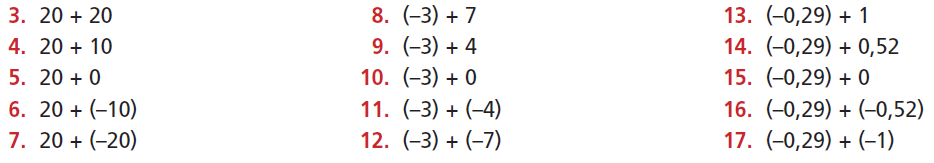 3. 20 + 20
4. 20 + 10
5. 20 + 0
6. 20 + (–10)
7. 20 + (–20)
8. (–3) + 7
9. (–3) + 4
10. (–3) + 0
11. (–3) + (–4)
12. (–3) + (–7)
13. (–0,29) + 1
14. (–0,29) + 0,52
15. (–0,29) + 0
16. (–0,29) + (–0,52)
17. (–0,29) + (–1)